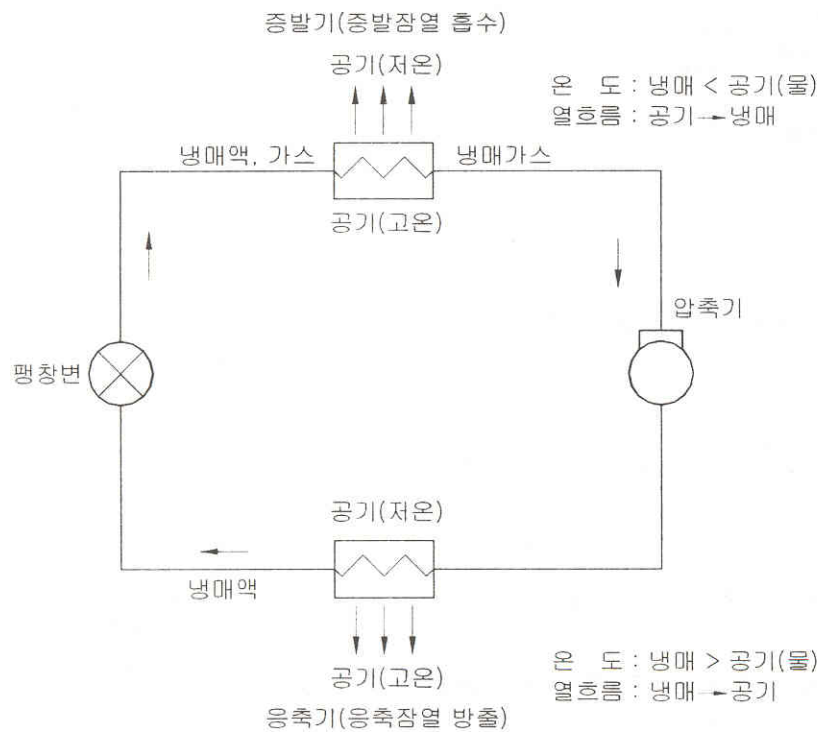 증발기(증발잠열 흡수)
공기(저온)
온 도 : 냉매 < 공기(물)
열흐름 : 공기→냉매
냉매액, 가스
냉매가스
공기(고온)
압축기
팽창변
공기(저온)
냉매액
공기(고온)
응축기(응축잠열 방출)
온 도 : 냉매 > 공기(물)
열흐름 : 냉매→공기